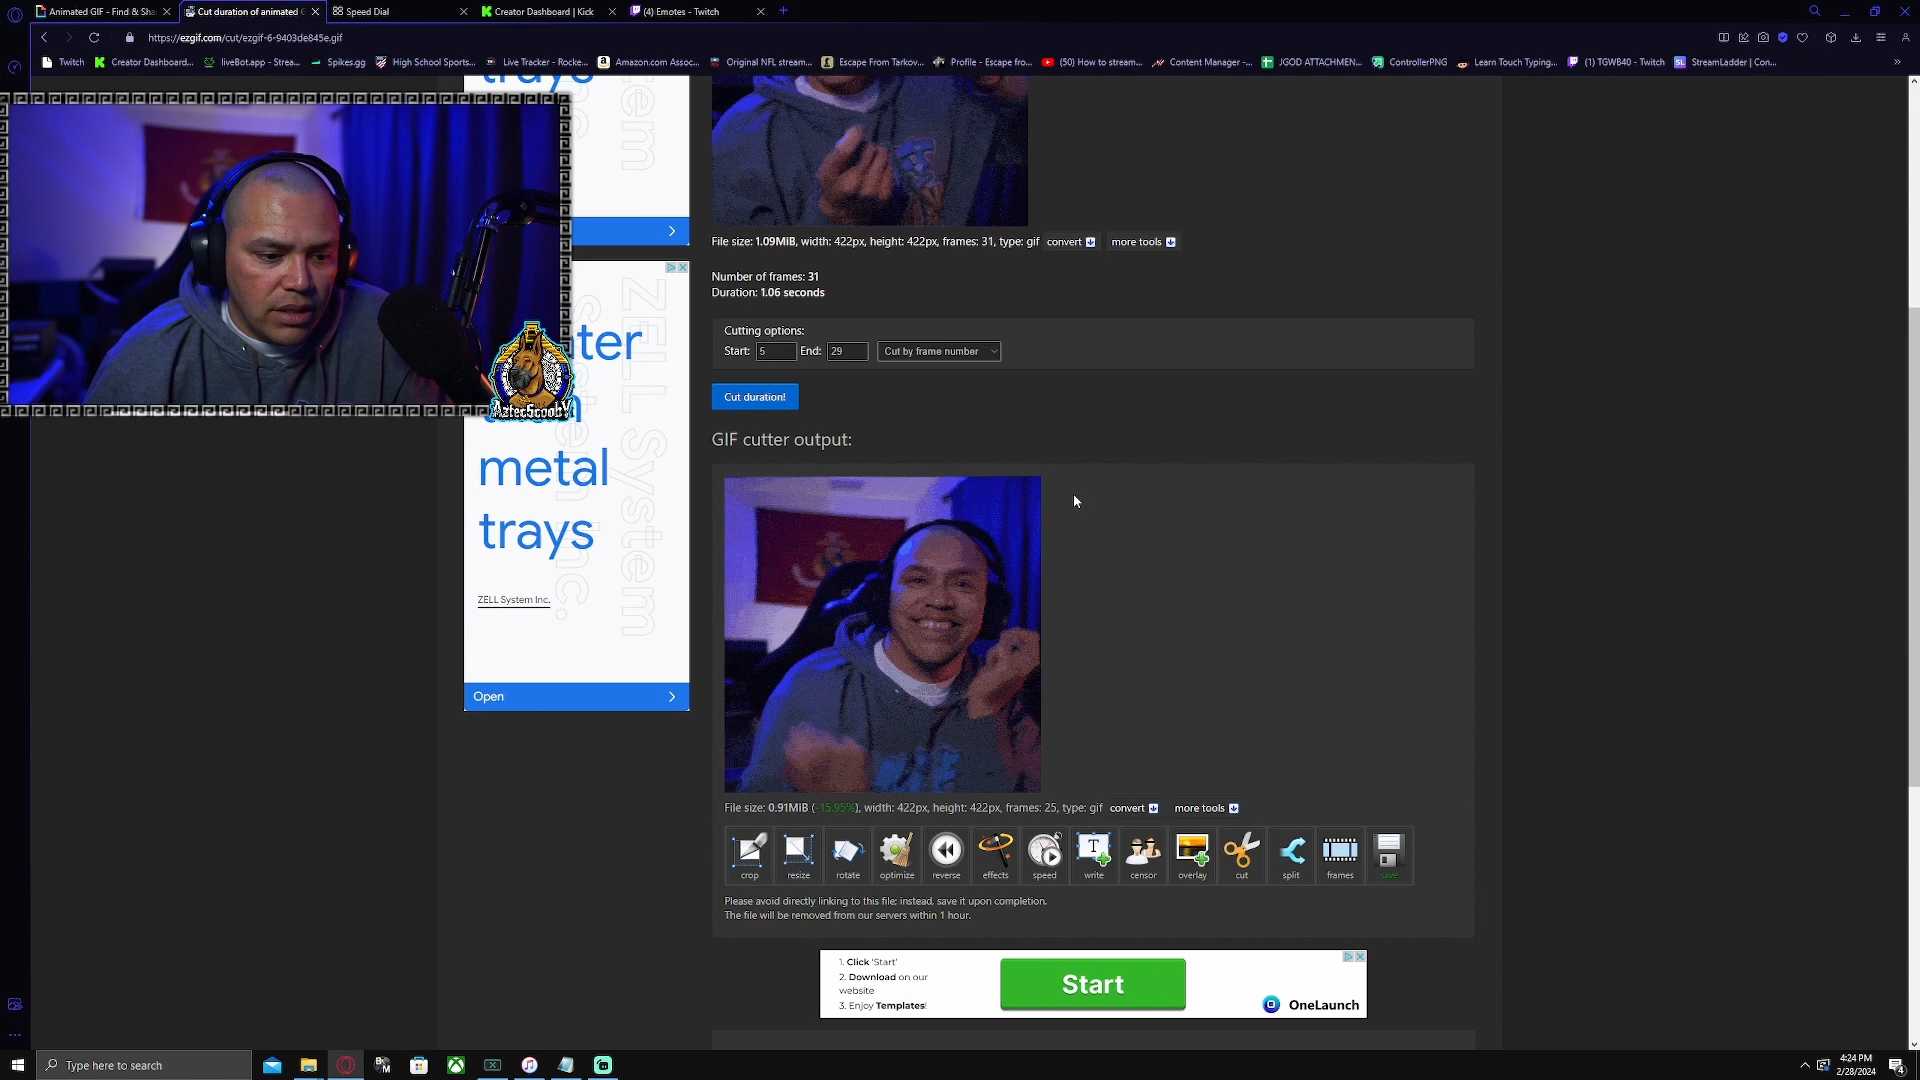 Animated GIF - Find & Sha
Cut duration of animated G
Speed Dial
Creator Dashboard | Kick
(4) Emotes - Twitch
https://ezgif.com/cut/ezgif-6-9403de845e.gif
Twitch
Creator Dashboard...
liveBot.app - Strea...
Spikes.gg
High School Sports...
Live Tracker - Rocke...
Amazon.com Assoc...
Original NFL stream...
Escape From Tarkov...
Profile - Escape fro...
(50) How to stream...
Content Manager -...
JGOD ATTACHMEN...
ControllerPNG
Learn Touch Typing...
(1) TGWB40 - Twitch
StreamLadder | Con...
trays
File size: 1.09MiB, width: 422px, height: 422px, frames: 31, type: gif
convert
more tools
Number of frames: 31
Duration: 1.06 seconds
Cutting options:
Start: 5 End: 29 Cut by frame number
Cut duration!
AztecScooby
metal
trays
ZELL System Inc.
ZELL System Inc.
Open
GIF cutter output:
File size: 0.91MiB (-15.95%), width: 422px, height: 422px, frames: 25, type: gif
convert
more tools
crop
resize
rotate
optimize
reverse
effects
speed
write
censor
overlay
cut
split
frames
save
Please avoid directly linking to this file; instead, save it upon completion.
The file will be removed from our servers within 1 hour.
1. Click 'Start'
2. Download on our
website
3. Enjoy Templates!
Start
OneLaunch
Type here to search
4:24 PM
2/28/2024
4